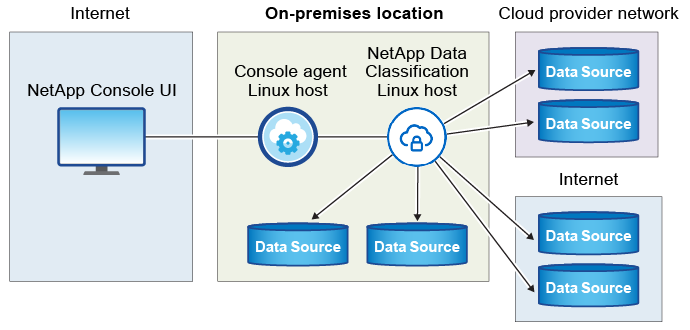 Internet
NetApp Console UI
On-premises location
Console agent
Linux host
NetApp Data
Classification
Linux host
Data Source
Data Source
Cloud provider network
Data Source
Data Source
Internet
Data Source
Data Source